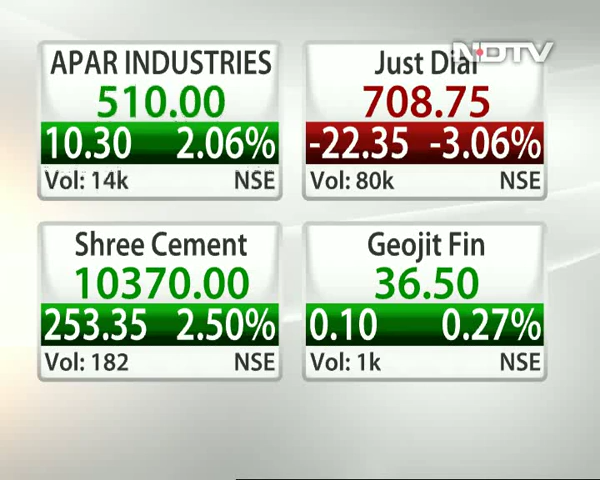 NDTV
APAR INDUSTRIES
510.00
10.30 2.06%
Vol: 14k NSE
Just Dial
708.75
-22.35 -3.06%
Vol: 80k NSE
Shree Cement
10370.00
253.35 2.50%
Vol: 182 NSE
Geojit Fin
36.50
0.10 0.27%
Vol: 1k NSE